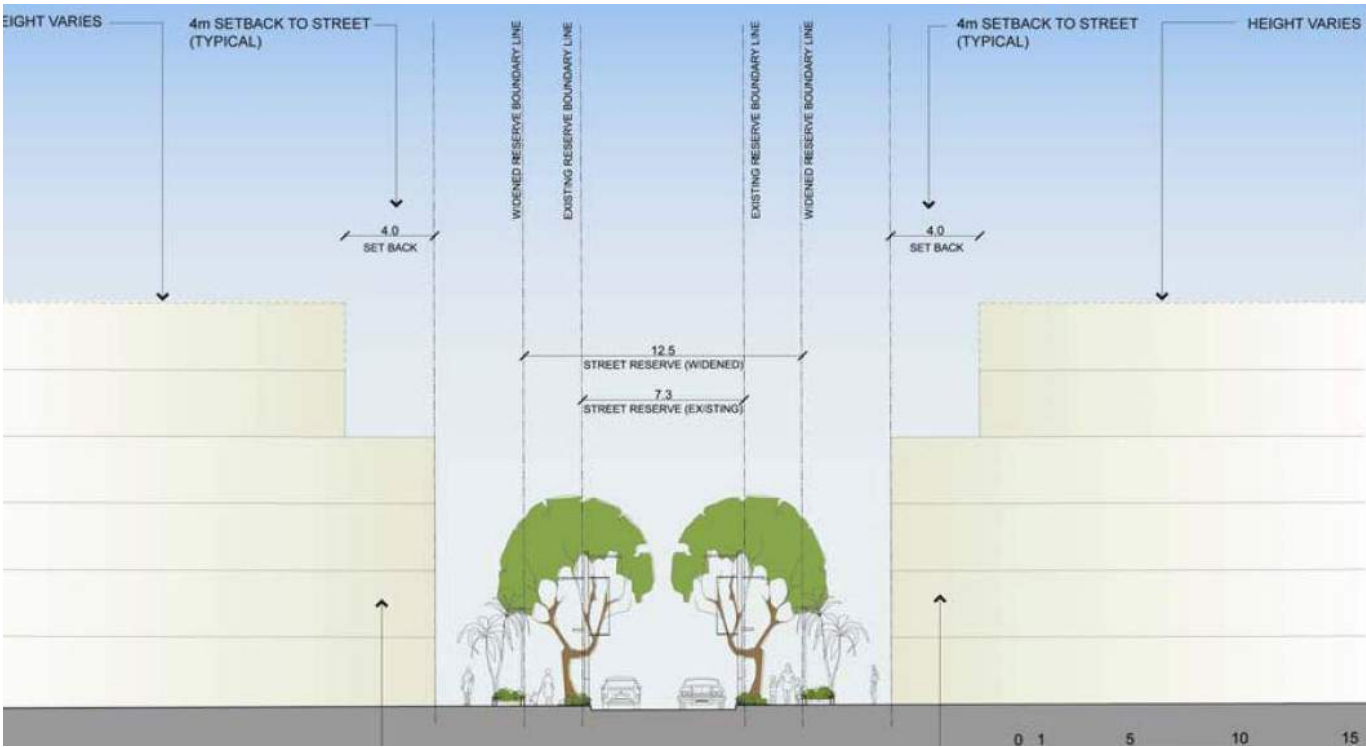 EIGHT VARIES
4m SETBACK TO STREET
(TYPICAL)
WIDENED RESERVE BOUNDARY LINE
EXISTING RESERVE BOUNDARY LINE
EXISTING RESERVE BOUNDARY LINE
WIDENED RESERVE BOUNDARY LINE
4m SETBACK TO STREET
(TYPICAL)
HEIGHT VARIES
4.0
SET BACK
4.0
SET BACK
12.5
STREET RESERVE (WIDENED)
7.3
STREET RESERVE (EXISTING)
0 1 5 10 15